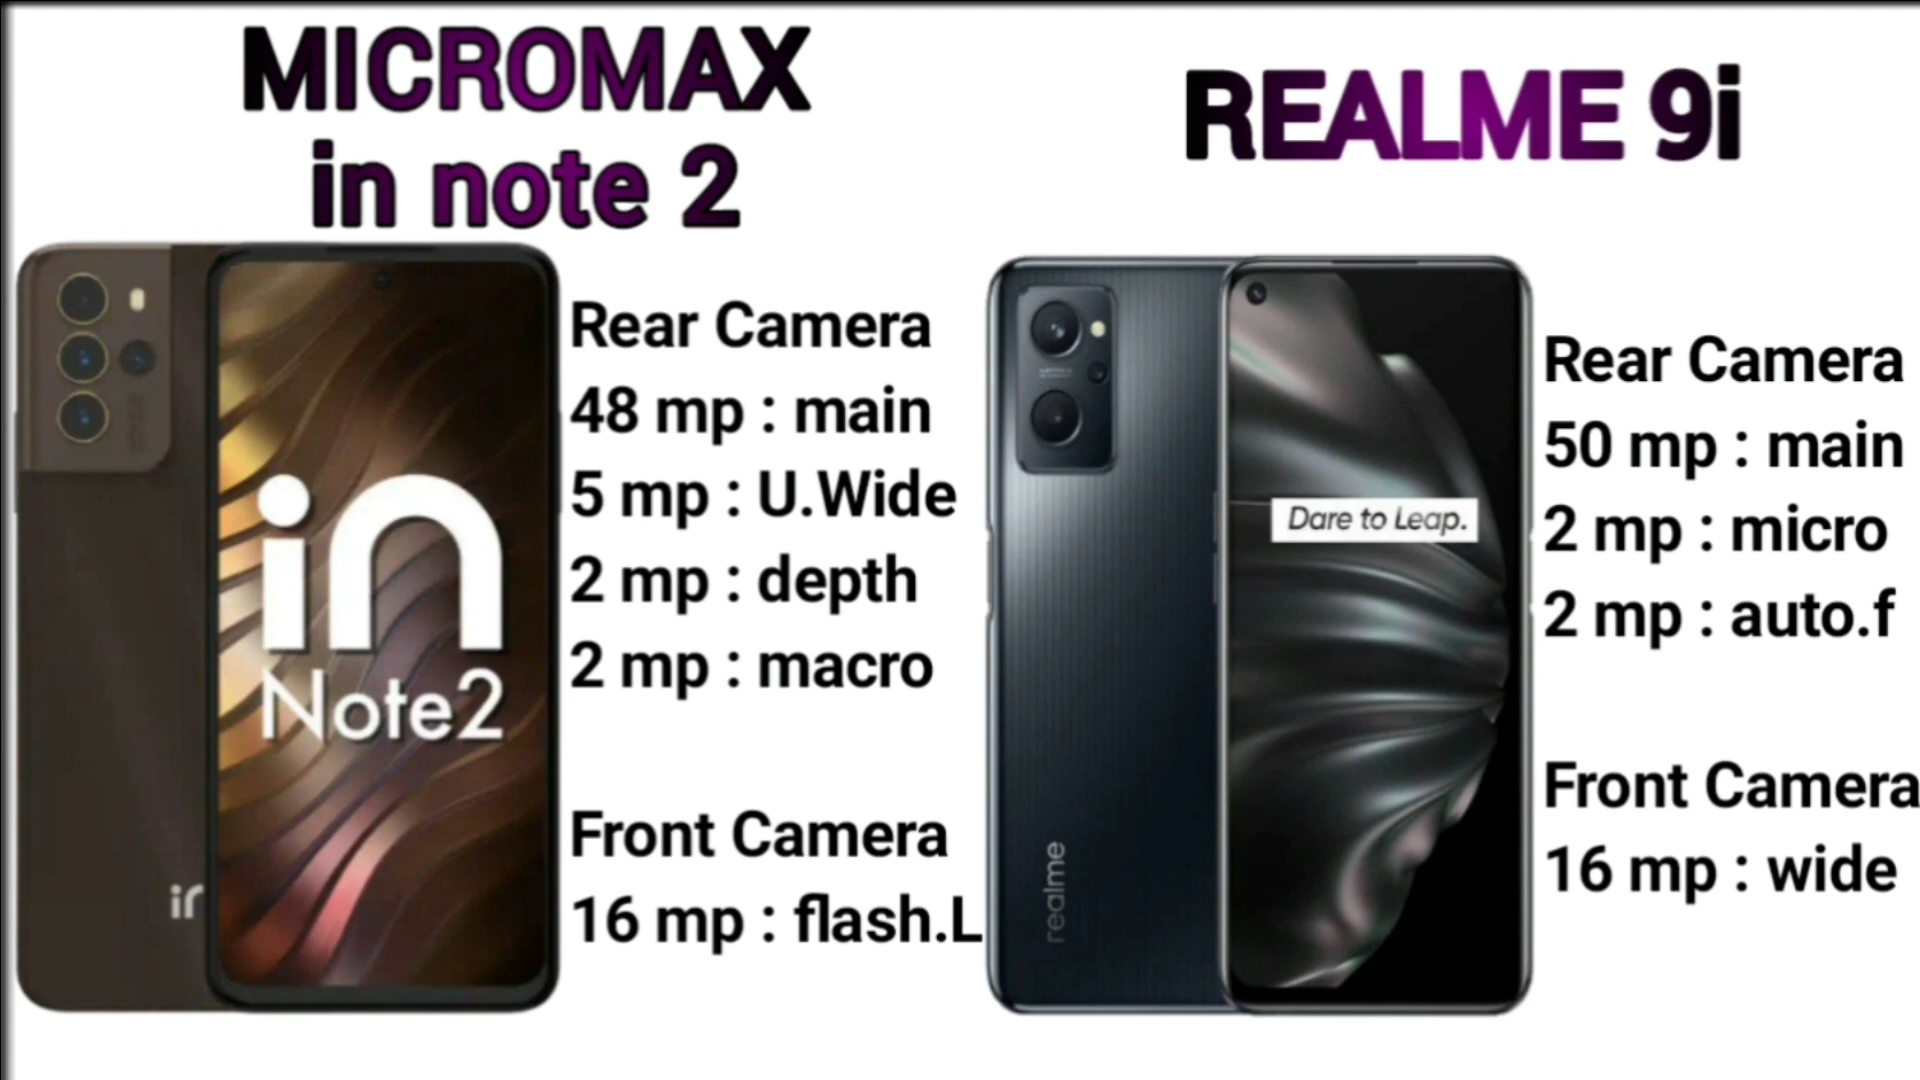 MICROMAX
in note 2
in
Note2
Rear Camera
48 mp : main
5 mp : U.Wide
2 mp : depth
2 mp : macro
Front Camera
16 mp : flash.L
REALME 9i
realme
Dare to Leap.
Rear Camera
50 mp : main
2 mp : micro
2 mp : auto.f
Front Camera
16 mp : wide